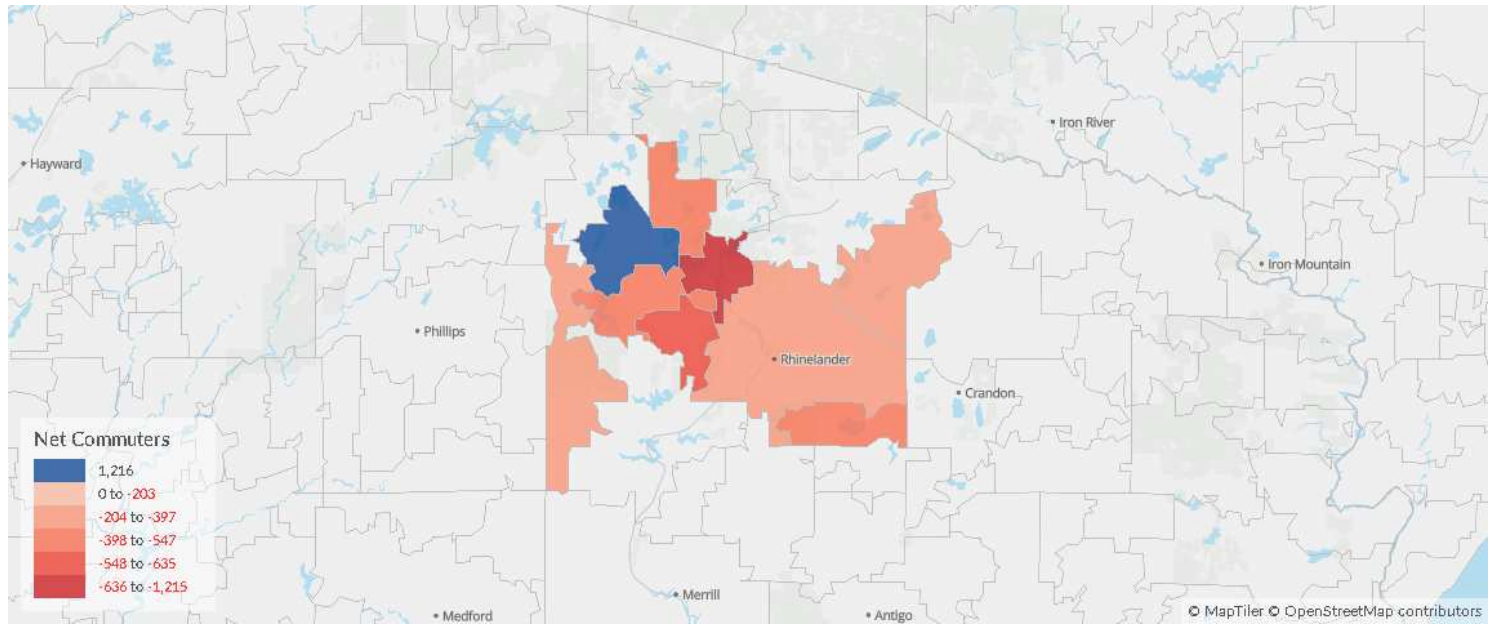 Iron River
Hayward
Iron Mountain
Phillips
Rhinelander
Crandon
Net Commuters
1,216
0 to -203
-204 to -397
-398 to -547
-548 to -635
-636 to -1,215
Merrill
Medford
Antigo
© MapTiler © OpenStreetMap contributors